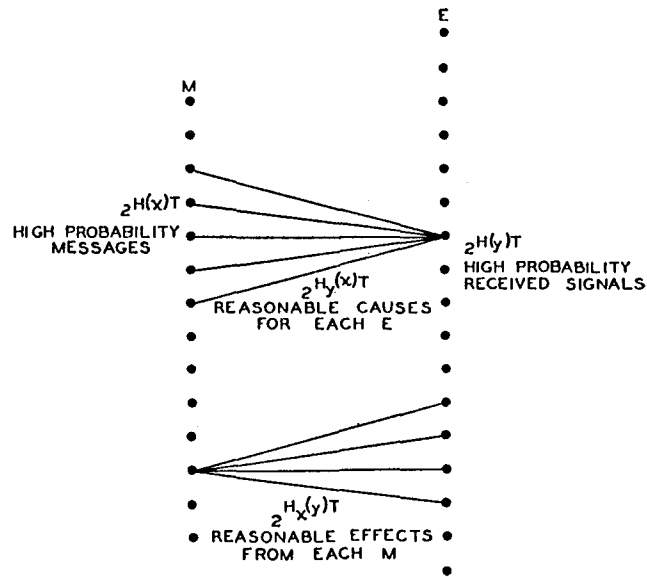 E
M
2H(x)T
HIGH PROBABILITY
MESSAGES
2H(y)T
HIGH PROBABILITY
RECEIVED SIGNALS
2Hy(x)T
REASONABLE CAUSES
FOR EACH E
2Hx(y)T
REASONABLE EFFECTS
FROM EACH M